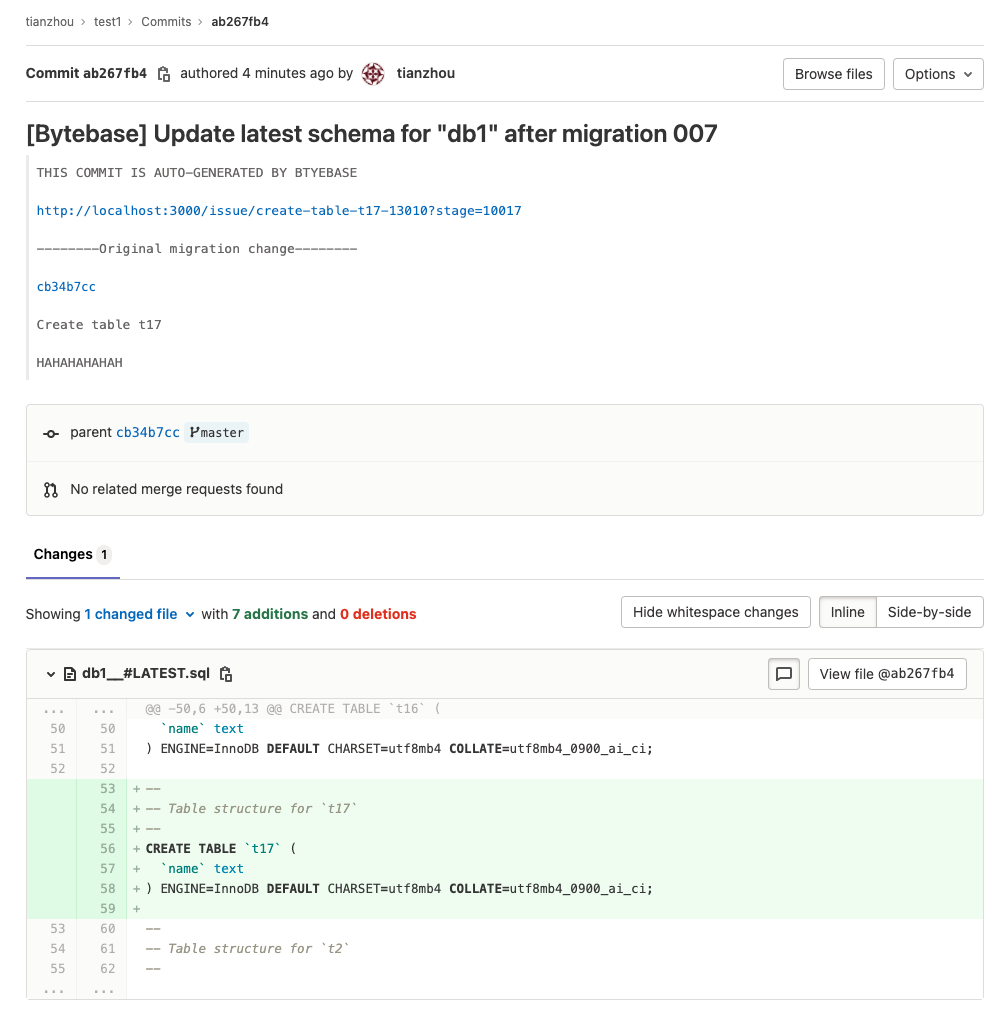 tianzhou › test1 › Commits › ab267fb4
Commit ab267fb4 authored 4 minutes ago by tianzhou Browse files Options
[Bytebase] Update latest schema for "db1" after migration 007
THIS COMMIT IS AUTO-GENERATED BY BTYEBASE
http://localhost:3000/issue/create-table-t17-13010?stage=10017
--------Original migration change--------
cb34b7cc
Create table t17
HAHAHAHAHAH
parent cb34b7cc master
No related merge requests found
Changes 1
Showing 1 changed file with 7 additions and 0 deletions Hide whitespace changes Inline Side-by-side
db1__#LATEST.sql View file @ab267fb4
... ... @@ -50,6 +50,13 @@ CREATE TABLE `t16` (
50 50 `name` text
51 51 ) ENGINE=InnoDB DEFAULT CHARSET=utf8mb4 COLLATE=utf8mb4_0900_ai_ci;
52 52
53 + --
54 + -- Table structure for `t17`
55 + --
56 + CREATE TABLE `t17` (
57 + `name` text
58 + ) ENGINE=InnoDB DEFAULT CHARSET=utf8mb4 COLLATE=utf8mb4_0900_ai_ci;
59 +
53 60 --
54 61 -- Table structure for `t2`
55 62 --
... ...